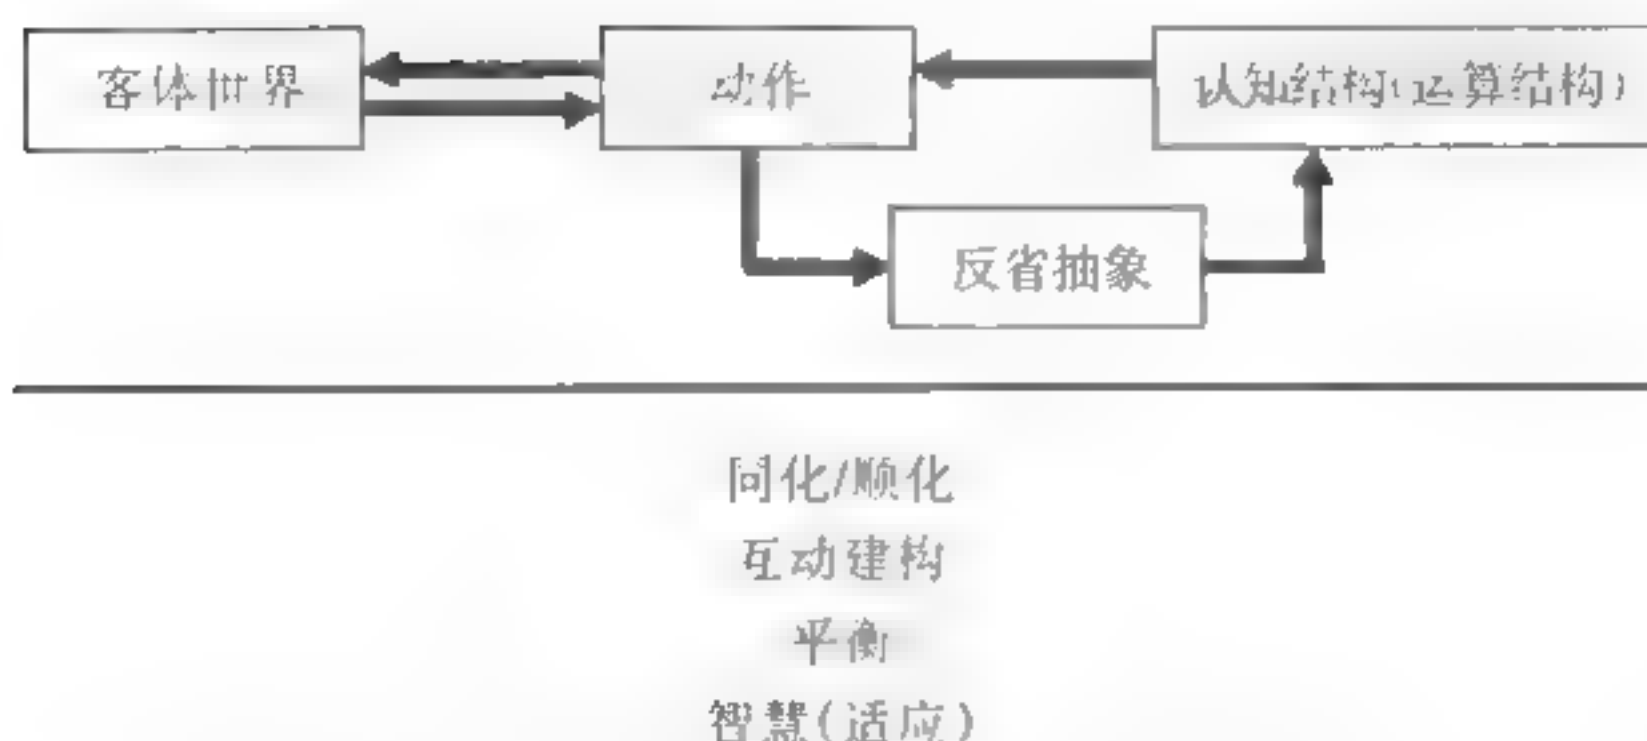 客体世界
动作
认知结构(运算结构)
反省抽象
同化/顺化
互动建构
平衡
智慧(适应)